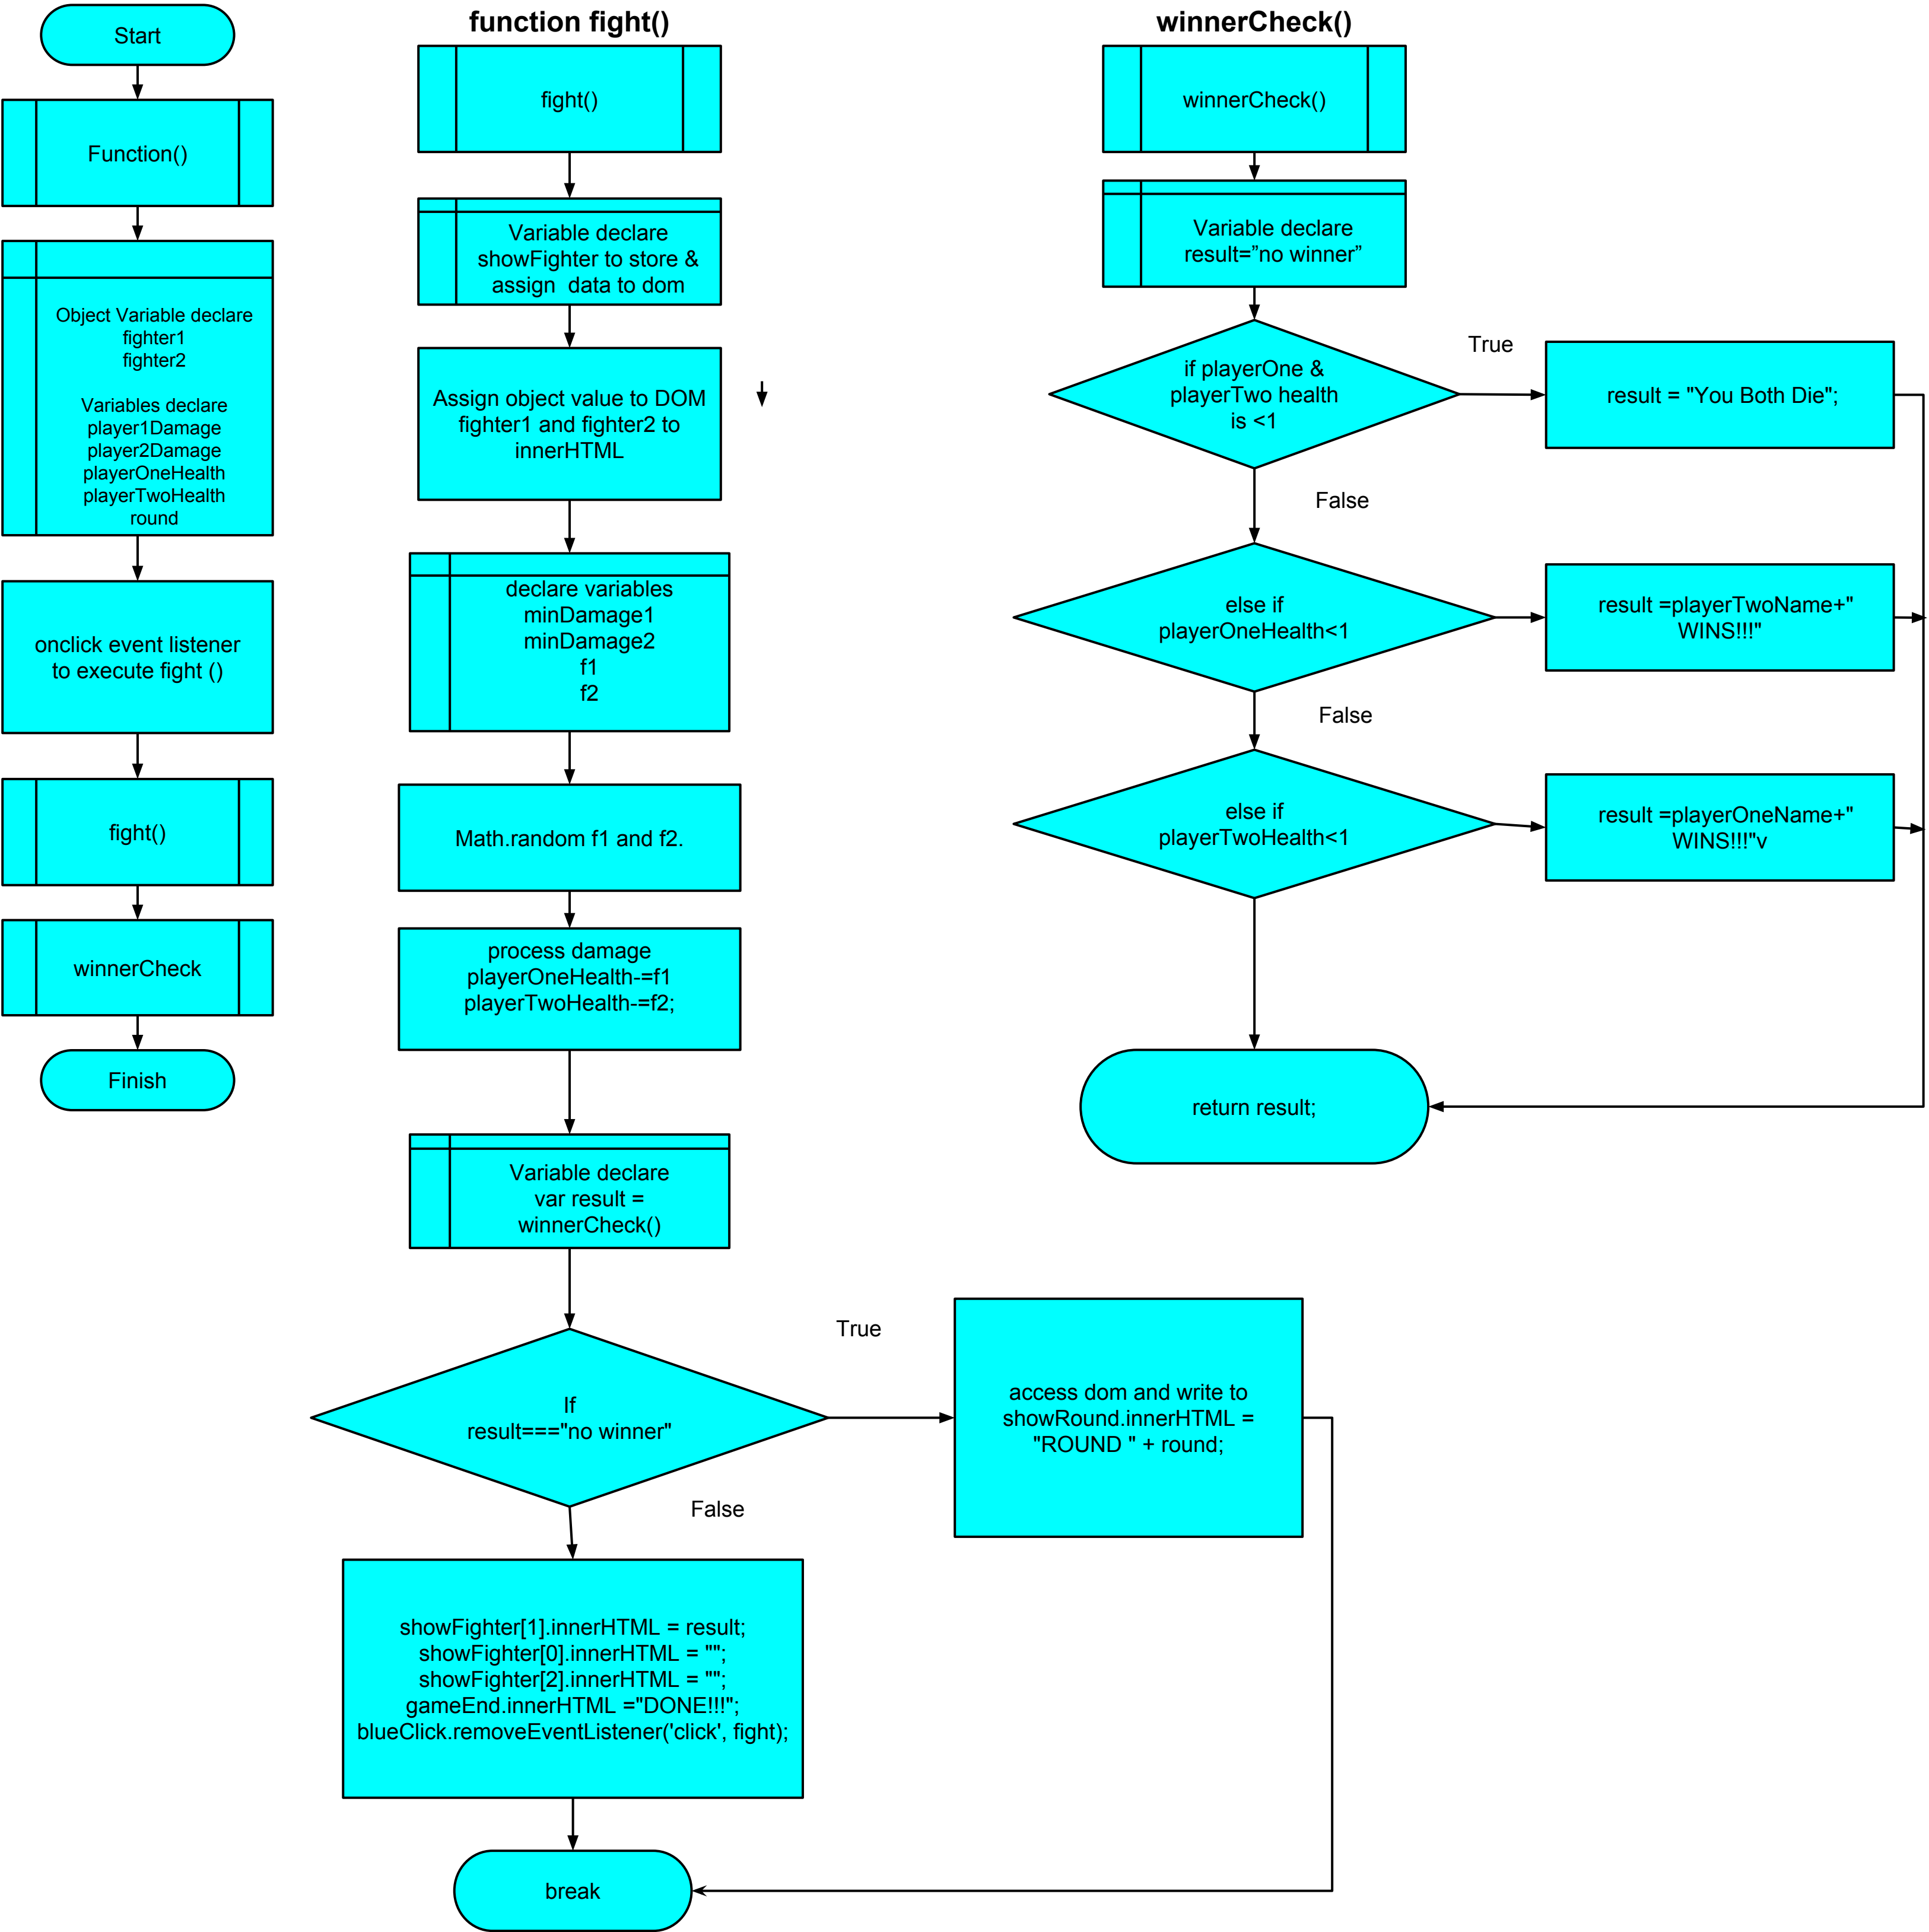 Start
Function()
Object Variable declare
fighter1
fighter2
Variables declare
player1Damage
player2Damage
playerOneHealth
playerTwoHealth
round
onclick event listener
to execute fight ()
fight()
winnerCheck
Finish
function fight()
fight()
Variable declare
showFighter to store &
assign  data to dom
Assign object value to DOM
fighter1 and fighter2 to
innerHTML
declare variables
minDamage1
minDamage2
f1
f2
Math.random f1 and f2.
process damage
playerOneHealth-=f1
playerTwoHealth-=f2;
Variable declare
var result =
winnerCheck()
If
result==="no winner"
True
access dom and write to
showRound.innerHTML =
"ROUND " + round;
False
showFighter[1].innerHTML = result;
showFighter[0].innerHTML = "";
showFighter[2].innerHTML = "";
gameEnd.innerHTML ="DONE!!!";
blueClick.removeEventListener('click', fight);
break
winnerCheck()
winnerCheck()
Variable declare
result=”no winner”
if playerOne &
playerTwo health
is <1
True
result = "You Both Die";
False
else if
playerOneHealth<1
result =playerTwoName+"
WINS!!!"
False
else if
playerTwoHealth<1
result =playerOneName+"
WINS!!!"v
return result;